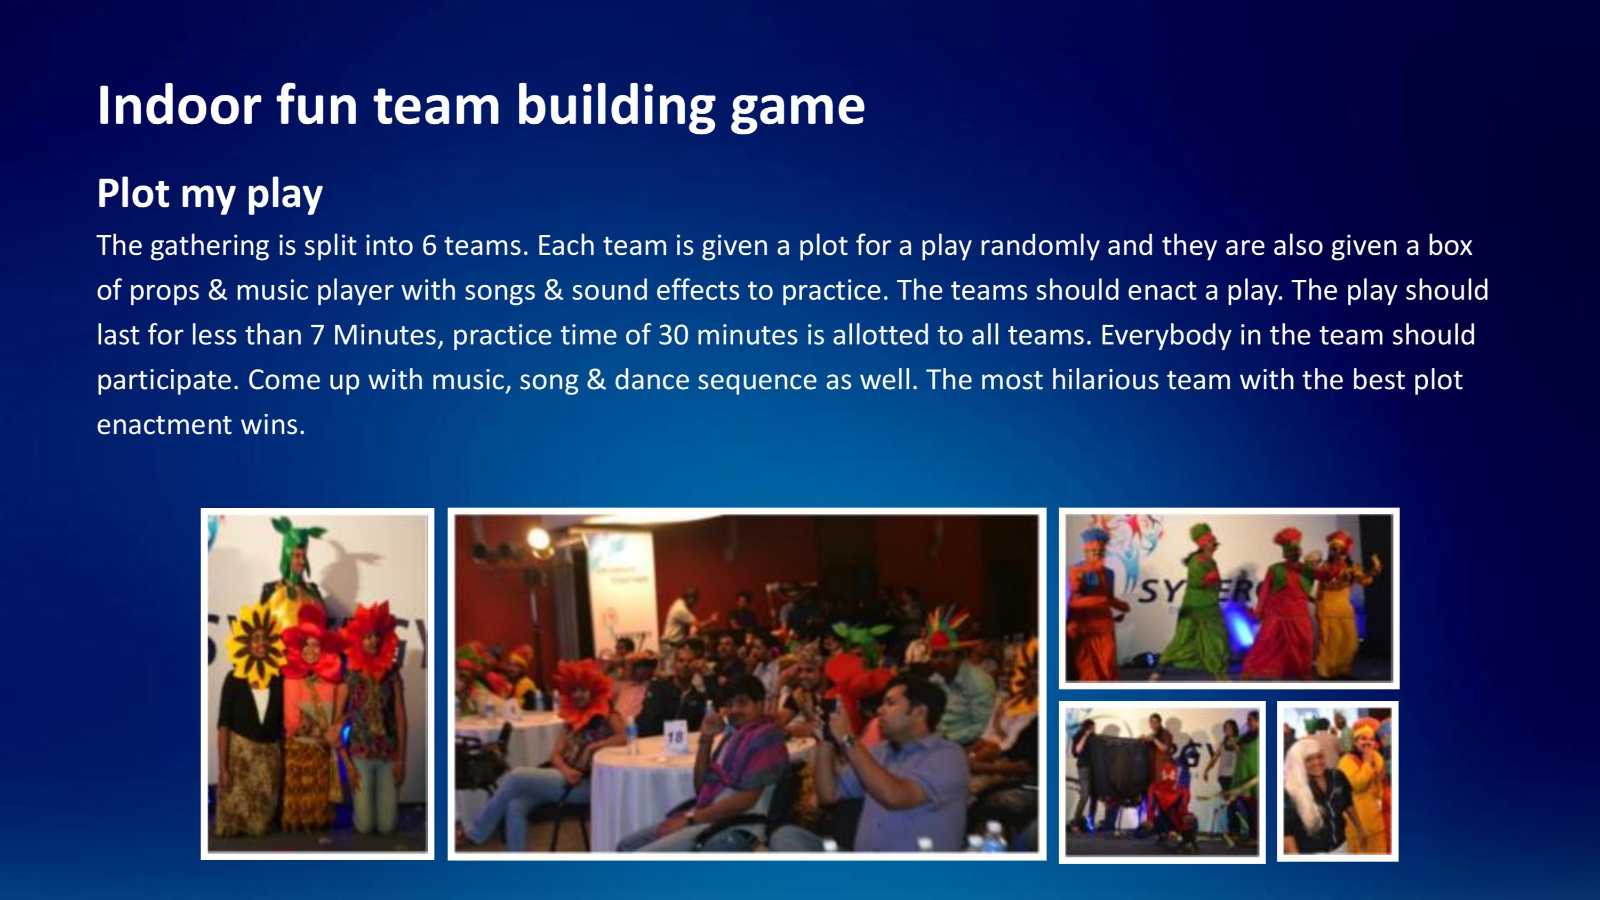 Indoor fun team building game
Plot my play
The gathering is split into 6 teams. Each team is given a plot for a play randomly and they are also given a box
of props & music player with songs & sound effects to practice. The teams should enact a play. The play should
last for less than 7 Minutes, practice time of 30 minutes is allotted to all teams. Everybody in the team should
participate. Come up with music, song & dance sequence as well. The most hilarious team with the best plot
enactment wins.
18